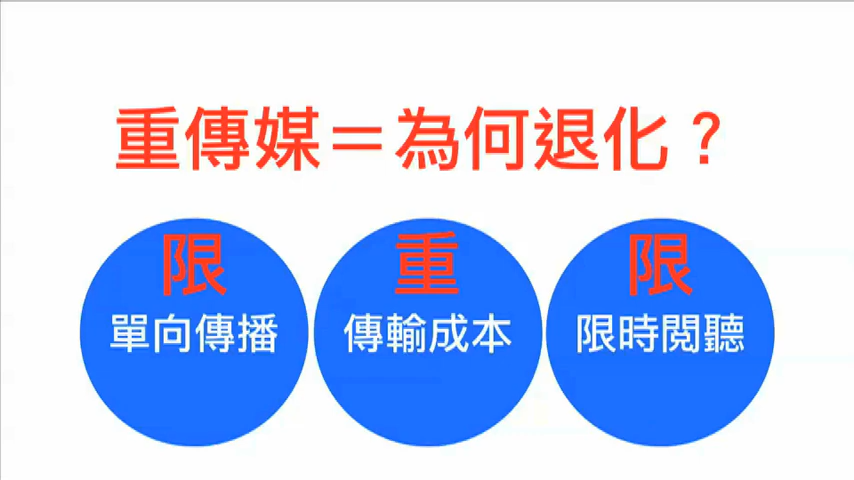 重傳媒＝為何退化？
限
單向傳播
重
傳輸成本
限
限時閱聽